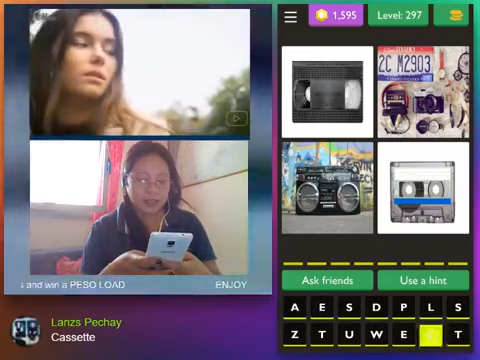 1,595
Level: 297
2C M2903
Ask friends
Use a hint
A E S D P L S
Z T U W E T
s and win a PESO LOAD
ENJOY
Lanzs Pechay
Cassette